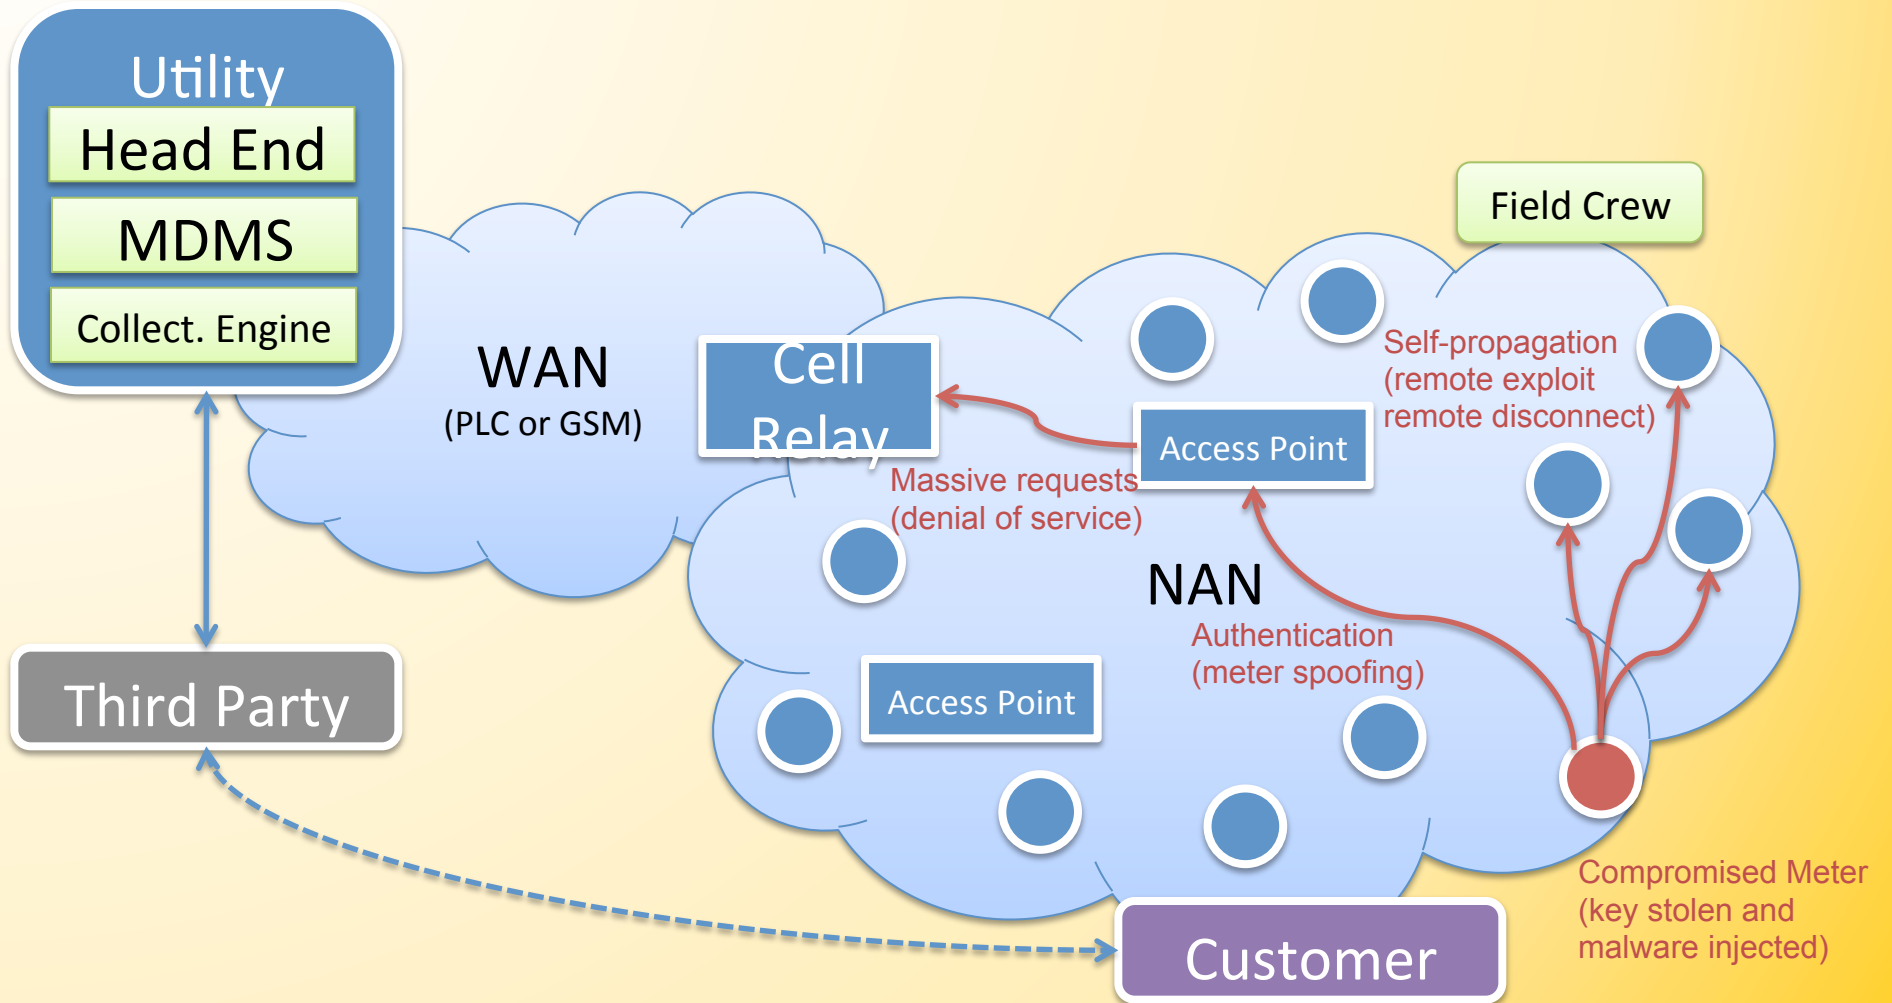 Utility
Head End
MDMS
Collect. Engine
Field Crew
WAN
(PLC or GSM)
Cell
Relay
Self-propagation
(remote exploit
remote disconnect)
Access Point
Massive requests
(denial of service)
NAN
Authentication
(meter spoofing)
Third Party
Access Point
Compromised Meter
(key stolen and
malware injected)
Customer